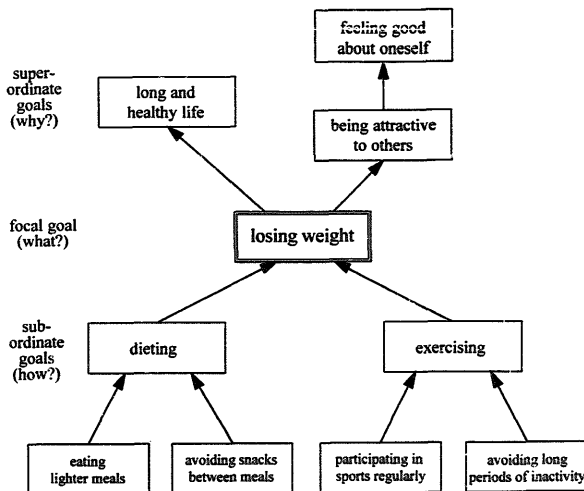 feeling good
about oneself
super-
ordinate
goals
(why?)
long and
healthy life
being attractive
to others
focal goal
(what?)
losing weight
sub-
ordinate
goals
(how?)
dieting
exercising
eating
lighter meals
avoiding snacks
between meals
participating in
sports regularly
avoiding long
periods of inactivity